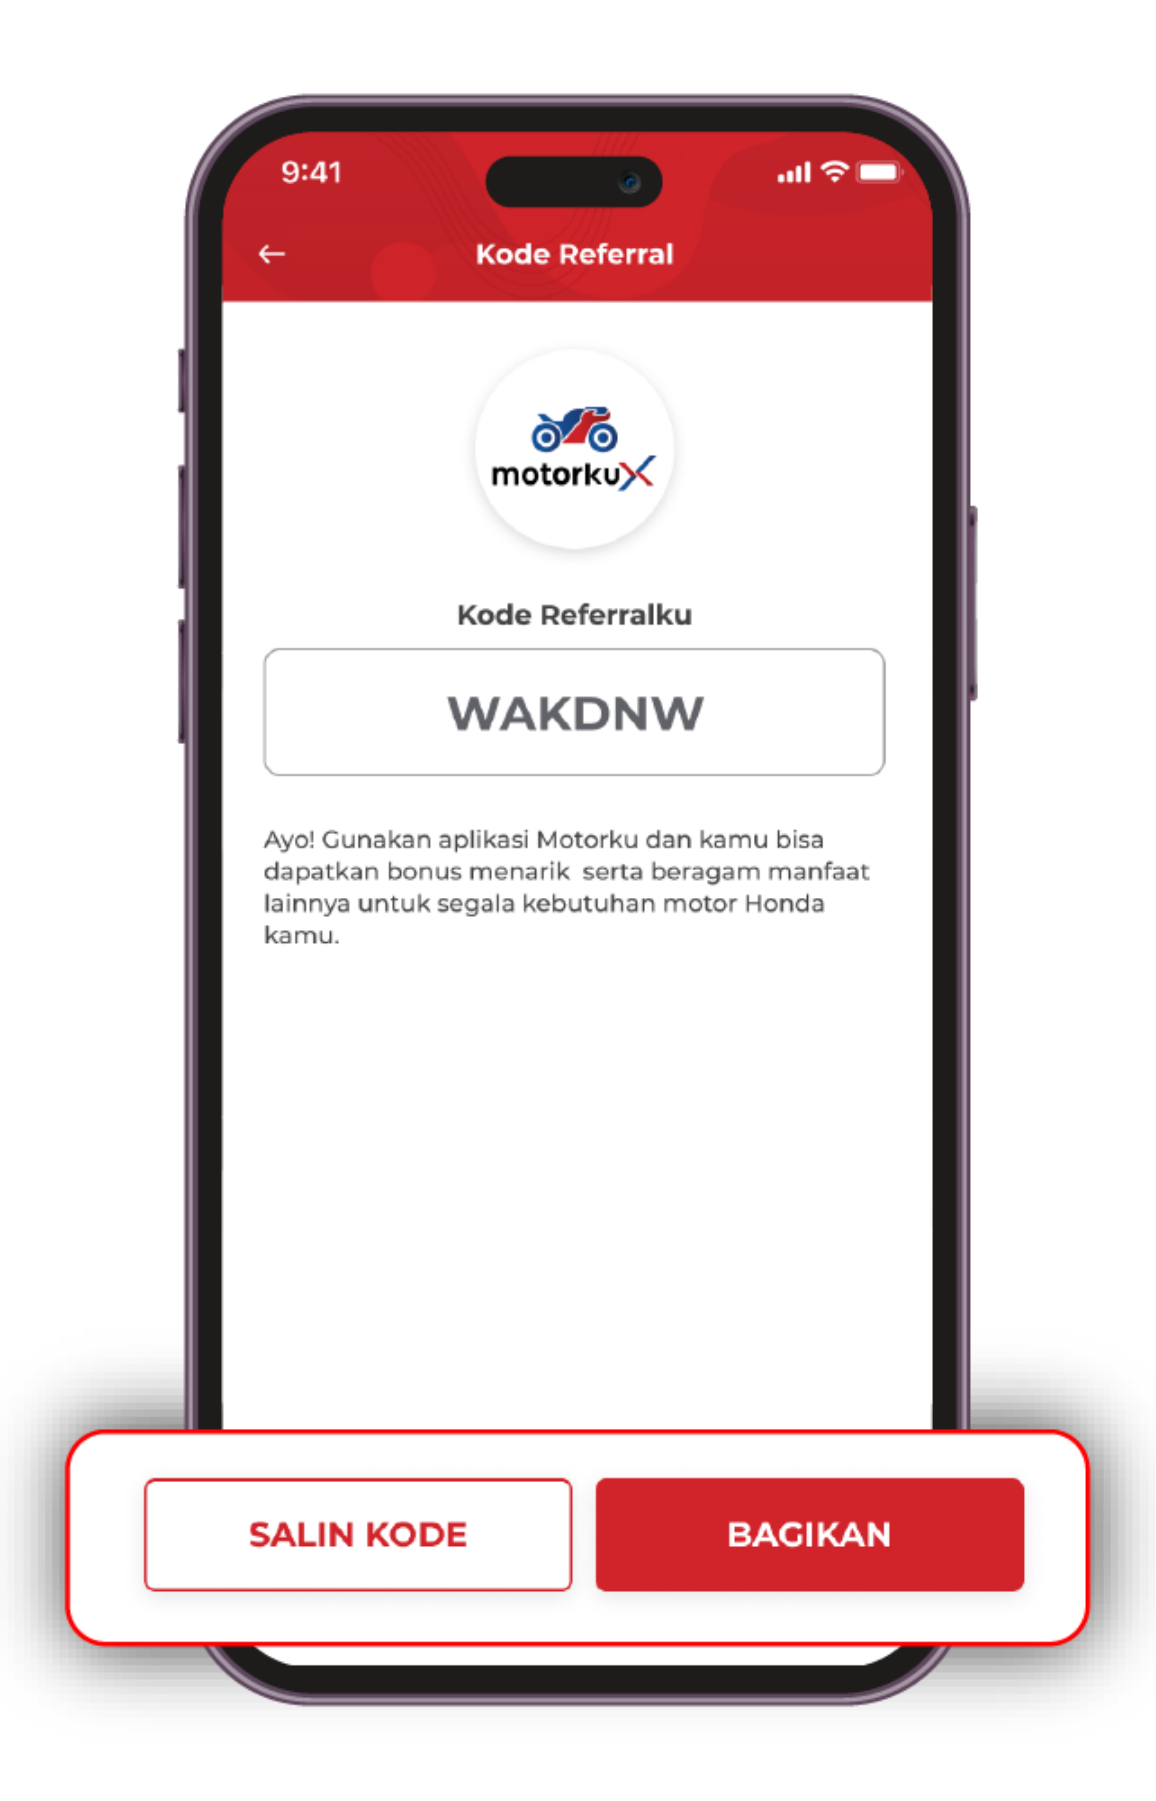 9:41
Kode Referral
motorkuX
Kode Referralku
WAKDNW
Ayo! Gunakan aplikasi Motorku dan kamu bisa
dapatkan bonus menarik  serta beragam manfaat
lainnya untuk segala kebutuhan motor Honda
kamu.
SALIN KODE
BAGIKAN